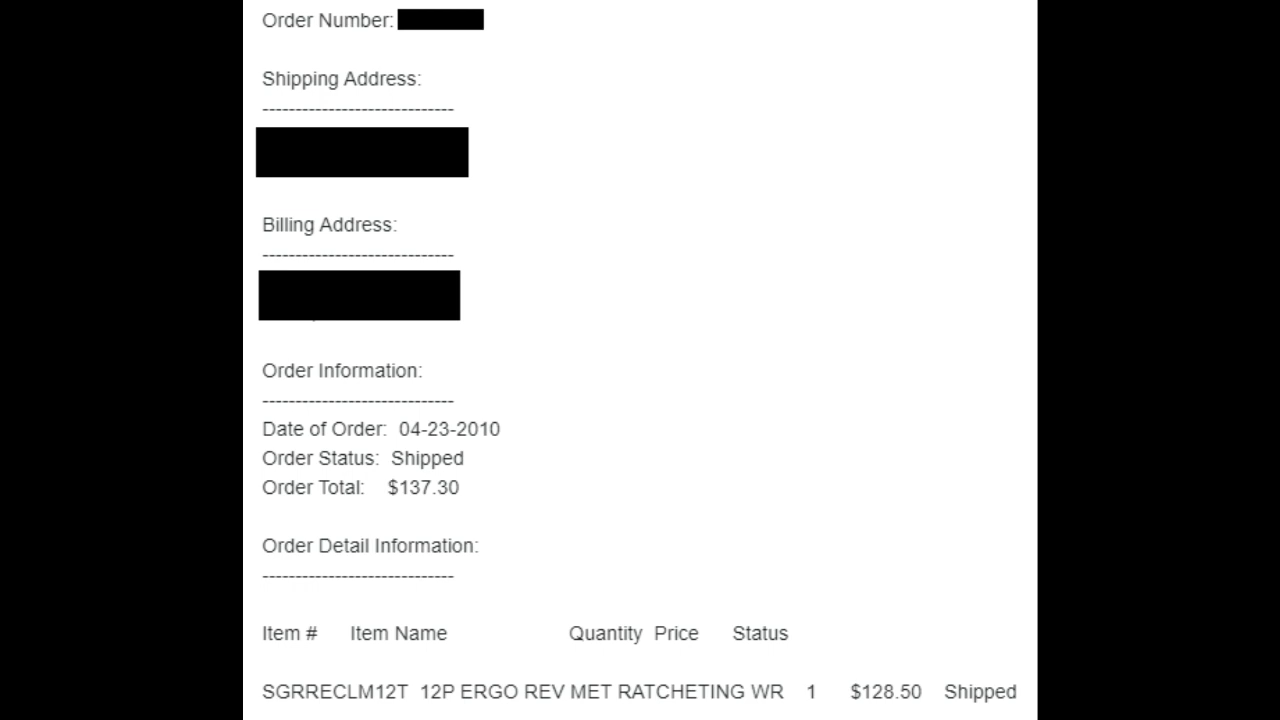 Order Number:
Shipping Address:
-----------------------------
Billing Address:
-----------------------------
Order Information:
-----------------------------
Date of Order: 04-23-2010
Order Status: Shipped
Order Total: $137.30
Order Detail Information:
-----------------------------
Item # Item Name Quantity Price Status
SGRRECLM12T 12P ERGO REV MET RATCHETING WR 1 $128.50 Shipped